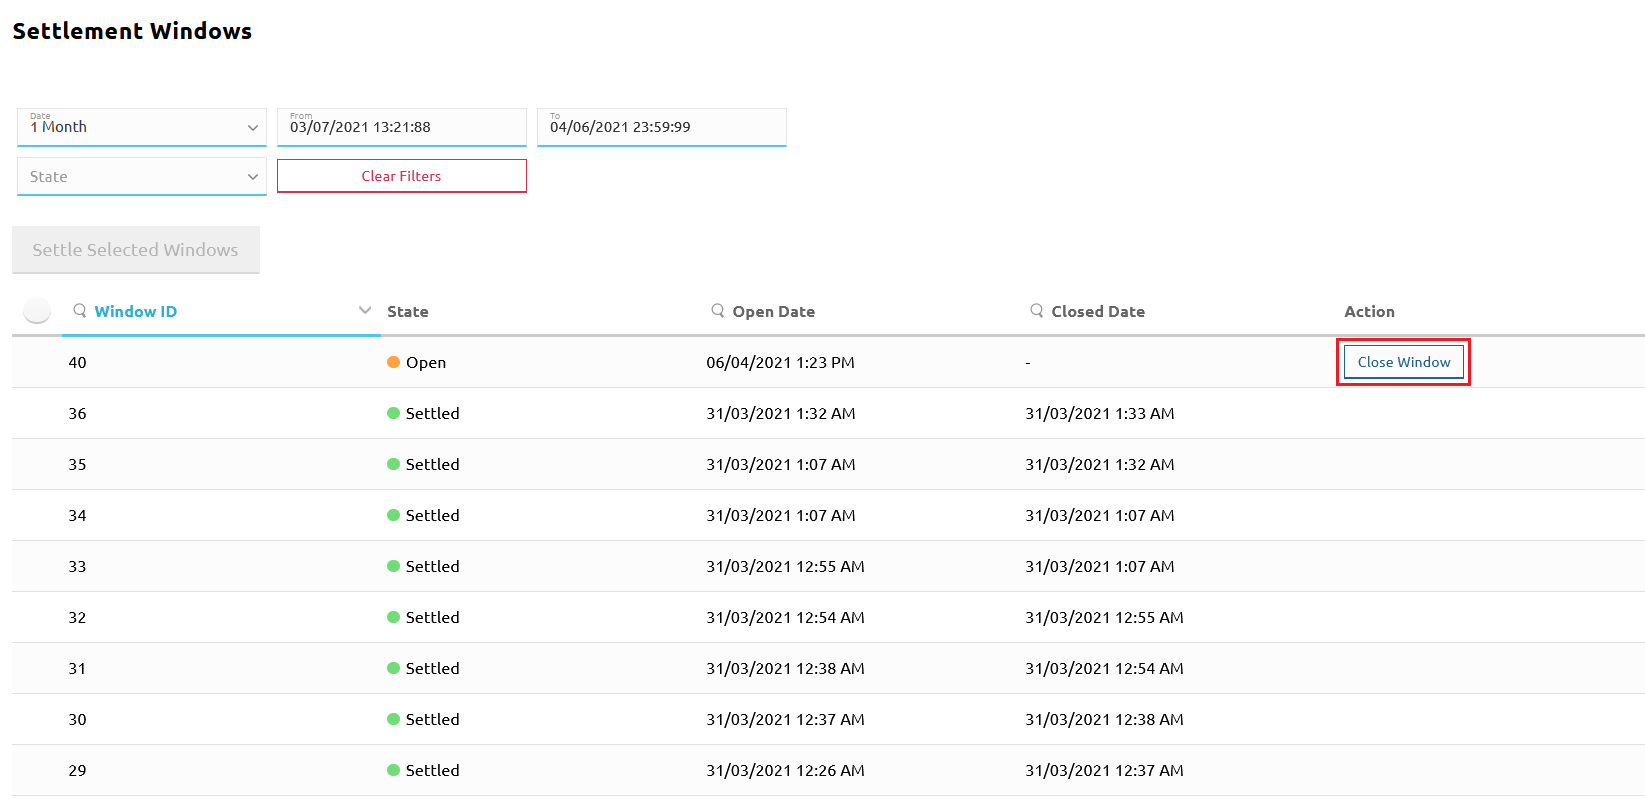 Settlement Windows
Date From To
1 Month 03/07/2021 13:21:88 04/06/2021 23:59:99
State Clear Filters
Settle Selected Windows
Window ID State Open Date Closed Date Action
40 Open 06/04/2021 1:23 PM - Close Window
36 Settled 31/03/2021 1:32 AM 31/03/2021 1:33 AM
35 Settled 31/03/2021 1:07 AM 31/03/2021 1:32 AM
34 Settled 31/03/2021 1:07 AM 31/03/2021 1:07 AM
33 Settled 31/03/2021 12:55 AM 31/03/2021 1:07 AM
32 Settled 31/03/2021 12:54 AM 31/03/2021 12:55 AM
31 Settled 31/03/2021 12:38 AM 31/03/2021 12:54 AM
30 Settled 31/03/2021 12:37 AM 31/03/2021 12:38 AM
29 Settled 31/03/2021 12:26 AM 31/03/2021 12:37 AM